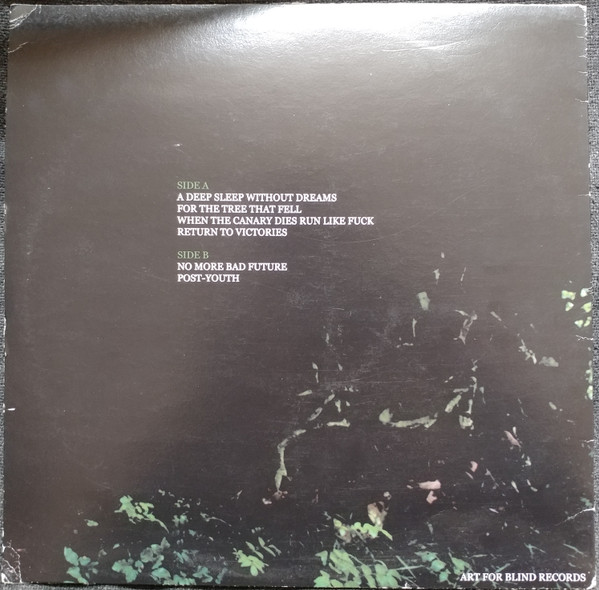 SIDE A
A DEEP SLEEP WITHOUT DREAMS
FOR THE TREE THAT FELL
WHEN THE CANARY DIES RUN LIKE FUCK
RETURN TO VICTORIES
SIDE B
NO MORE BAD FUTURE
POST-YOUTH
ART FOR BLIND RECORDS